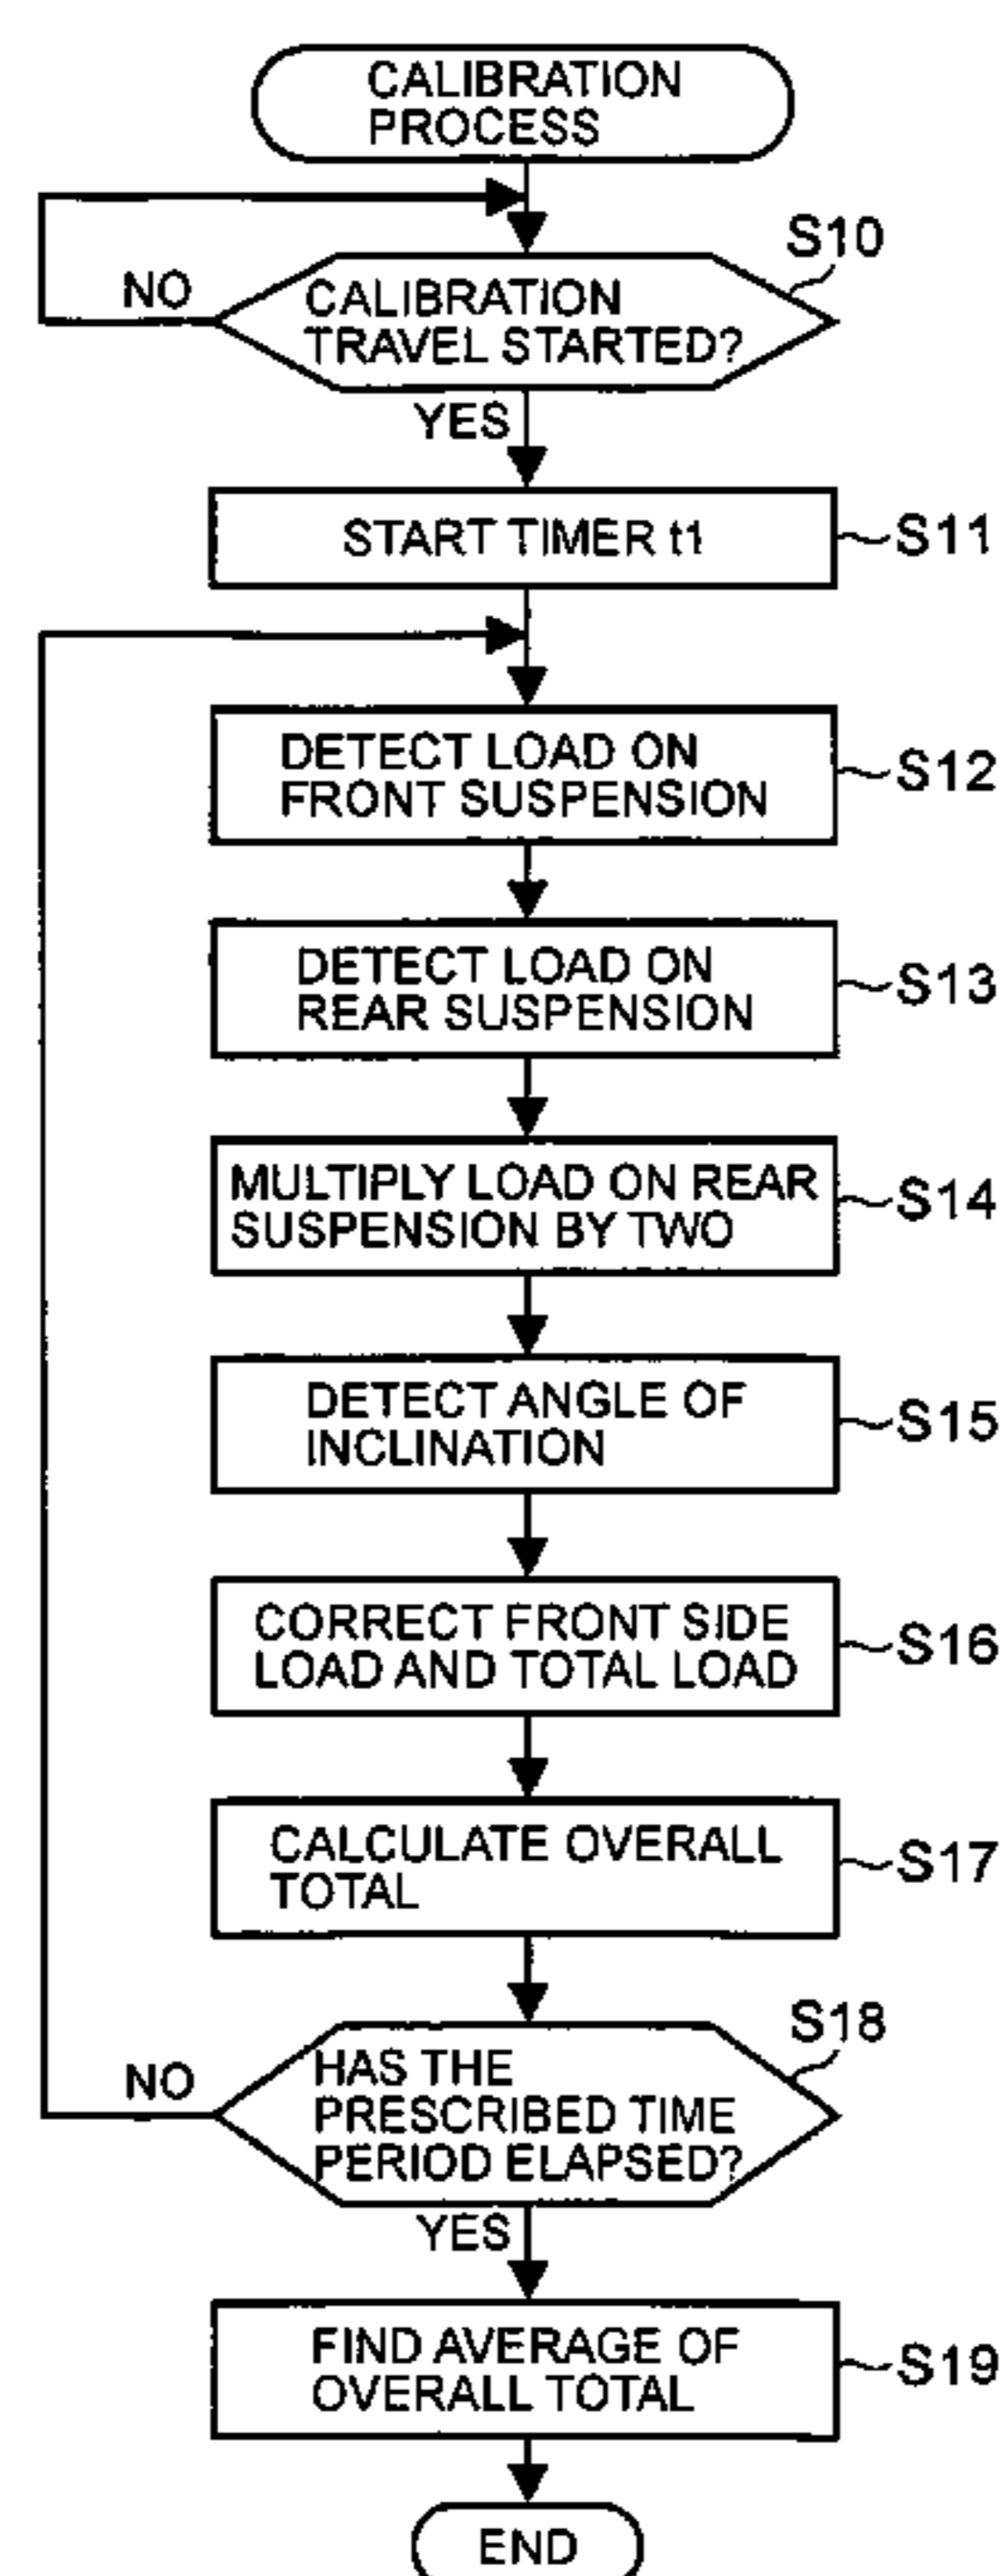 CALIBRATION
PROCESS
S10
NO
CALIBRATION
TRAVEL STARTED?
YES
START TIMER t1
S11
DETECT LOAD ON
FRONT SUSPENSION
S12
DETECT LOAD ON
REAR SUSPENSION
S13
MULTIPLY LOAD ON REAR
SUSPENSION BY TWO
S14
DETECT ANGLE OF
INCLINATION
S15
CORRECT FRONT SIDE
LOAD AND TOTAL LOAD
S16
CALCULATE OVERALL
TOTAL
S17
S18
NO
HAS THE
PRESCRIBED TIME
PERIOD ELAPSED?
YES
FIND AVERAGE OF
OVERALL TOTAL
S19
END